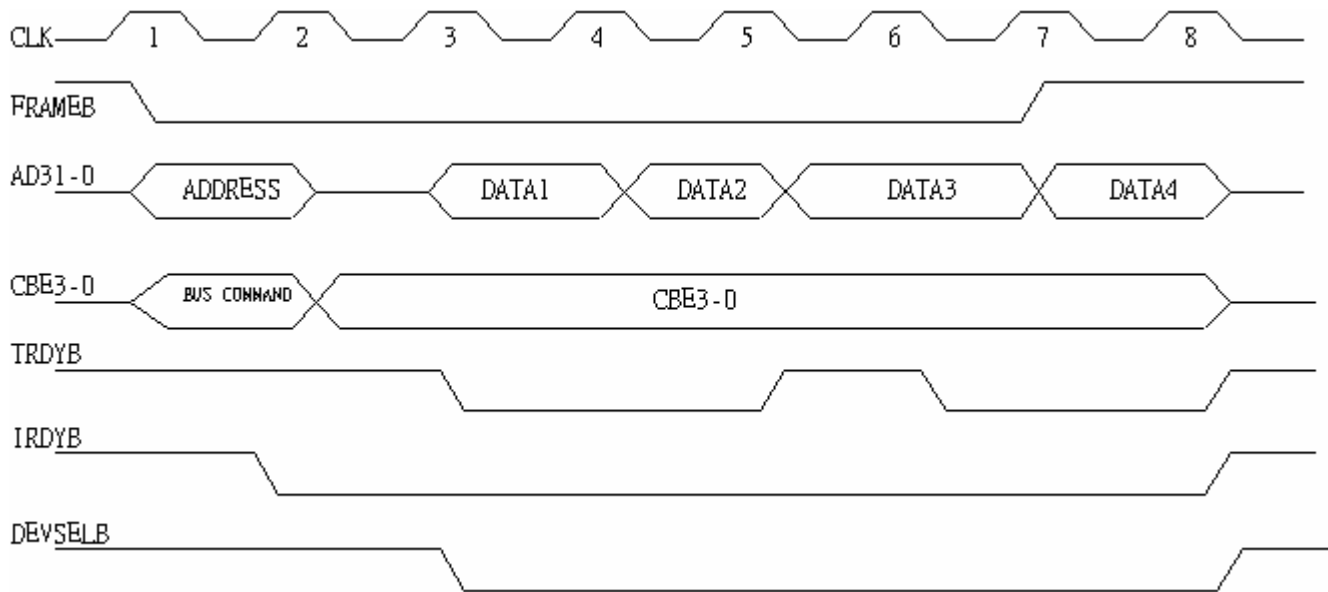 CLK 1 2 3 4 5 6 7 8
FRAMEB
AD31-0 ADDRESS DATA1 DATA2 DATA3 DATA4
CBE3-0 BUS COMMAND CBE3-0
TRDYB
IRDYB
DEVSELB